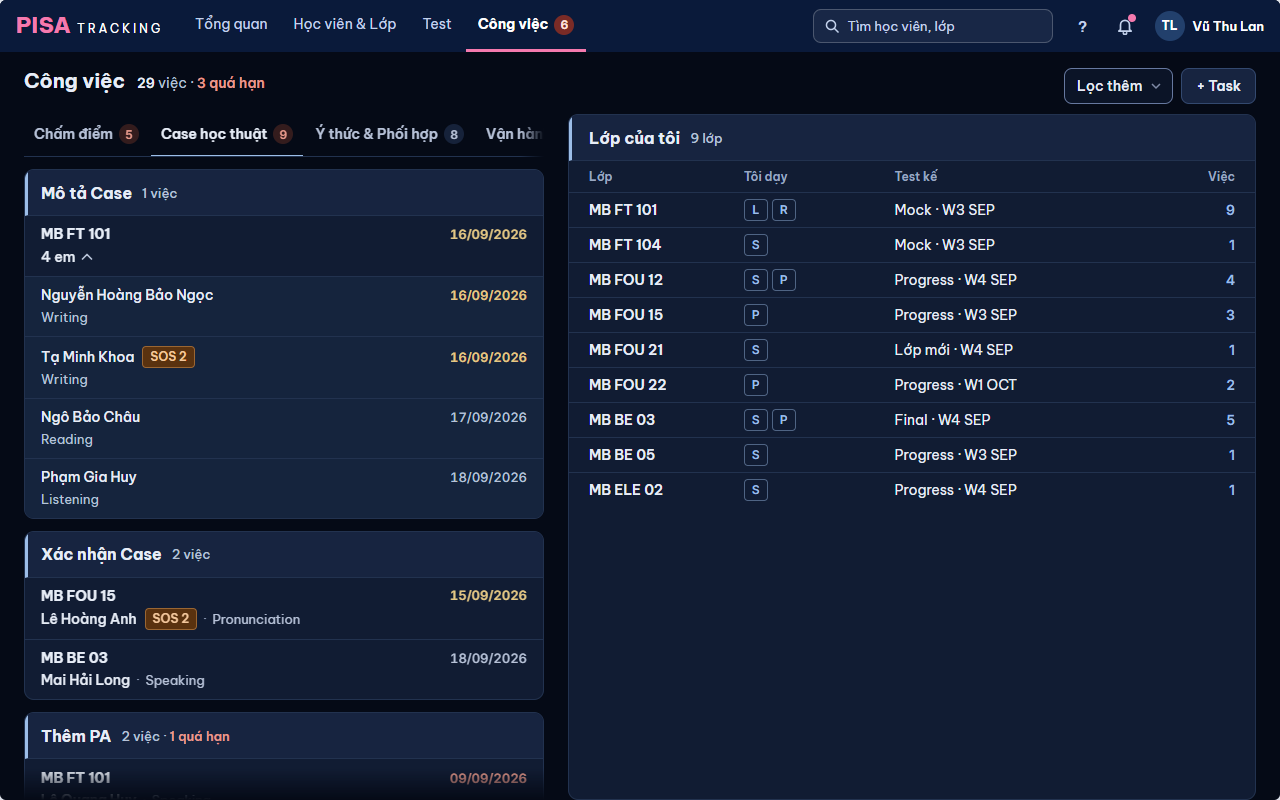 PISA TRACKING Tổng quan Học viên & Lớp Test Công việc 6 Tìm học viên, lớp ? TL Vũ Thu Lan
Công việc 29 việc · 3 quá hạn Lọc thêm + Task
Chấm điểm 5 Case học thuật 9 Ý thức & Phối hợp 8 Vận hàn
Mô tả Case 1 việc
MB FT 101 16/09/2026
4 em
Nguyễn Hoàng Bảo Ngọc 16/09/2026
Writing
Tạ Minh Khoa SOS 2 16/09/2026
Writing
Ngô Bảo Châu 17/09/2026
Reading
Phạm Gia Huy 18/09/2026
Listening
Xác nhận Case 2 việc
MB FOU 15 15/09/2026
Lê Hoàng Anh SOS 2 · Pronunciation
MB BE 03 18/09/2026
Mai Hải Long · Speaking
Thêm PA 2 việc · 1 quá hạn
MB FT 101 09/09/2026
Lớp của tôi 9 lớp
Lớp Tôi dạy Test kế Việc
MB FT 101 L R Mock · W3 SEP 9
MB FT 104 S Mock · W3 SEP 1
MB FOU 12 S P Progress · W4 SEP 4
MB FOU 15 P Progress · W3 SEP 3
MB FOU 21 S Lớp mới · W4 SEP 1
MB FOU 22 P Progress · W1 OCT 2
MB BE 03 S P Final · W4 SEP 5
MB BE 05 S Progress · W3 SEP 1
MB ELE 02 S Progress · W4 SEP 1